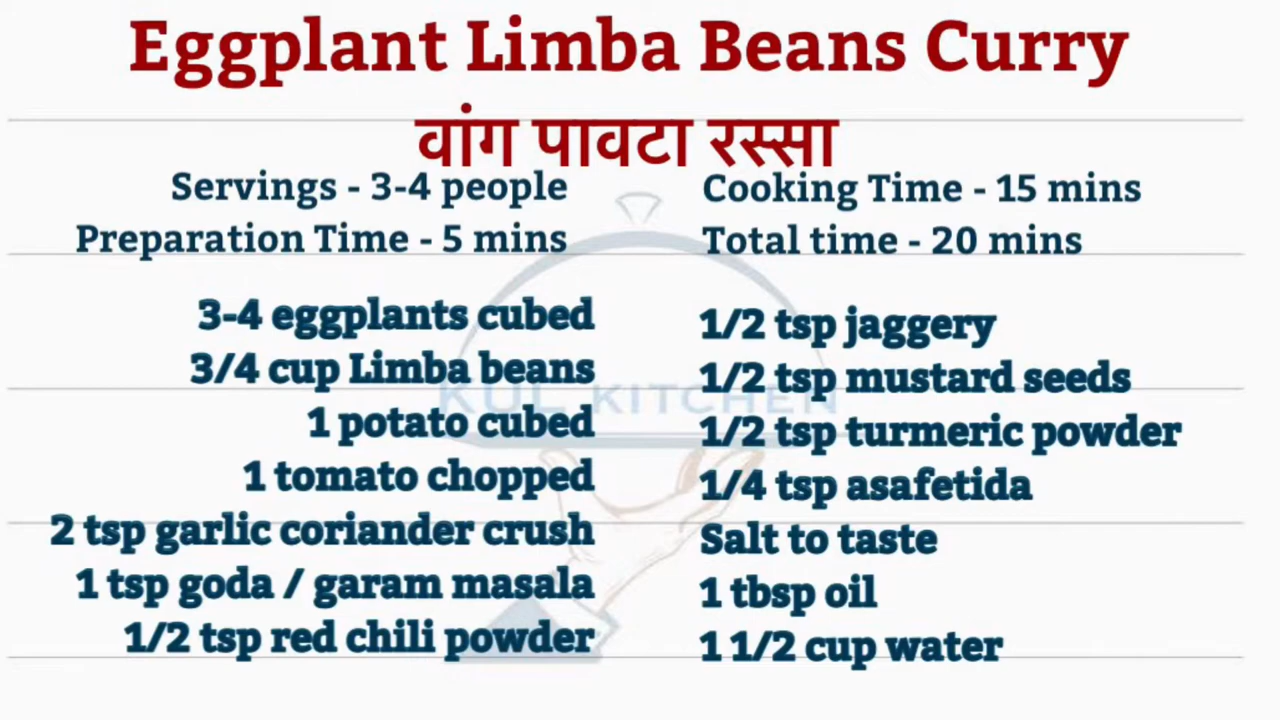 Eggplant Limba Beans Curry
वांग पावटा रस्सा
Servings - 3-4 people
Preparation Time - 5 mins
Cooking Time - 15 mins
Total time - 20 mins
3-4 eggplants cubed
3/4 cup Limba beans
1 potato cubed
1 tomato chopped
2 tsp garlic coriander crush
1 tsp goda / garam masala
1/2 tsp red chili powder
1/2 tsp jaggery
1/2 tsp mustard seeds
1/2 tsp turmeric powder
1/4 tsp asafetida
Salt to taste
1 tbsp oil
1 1/2 cup water
KUL KITCHEN